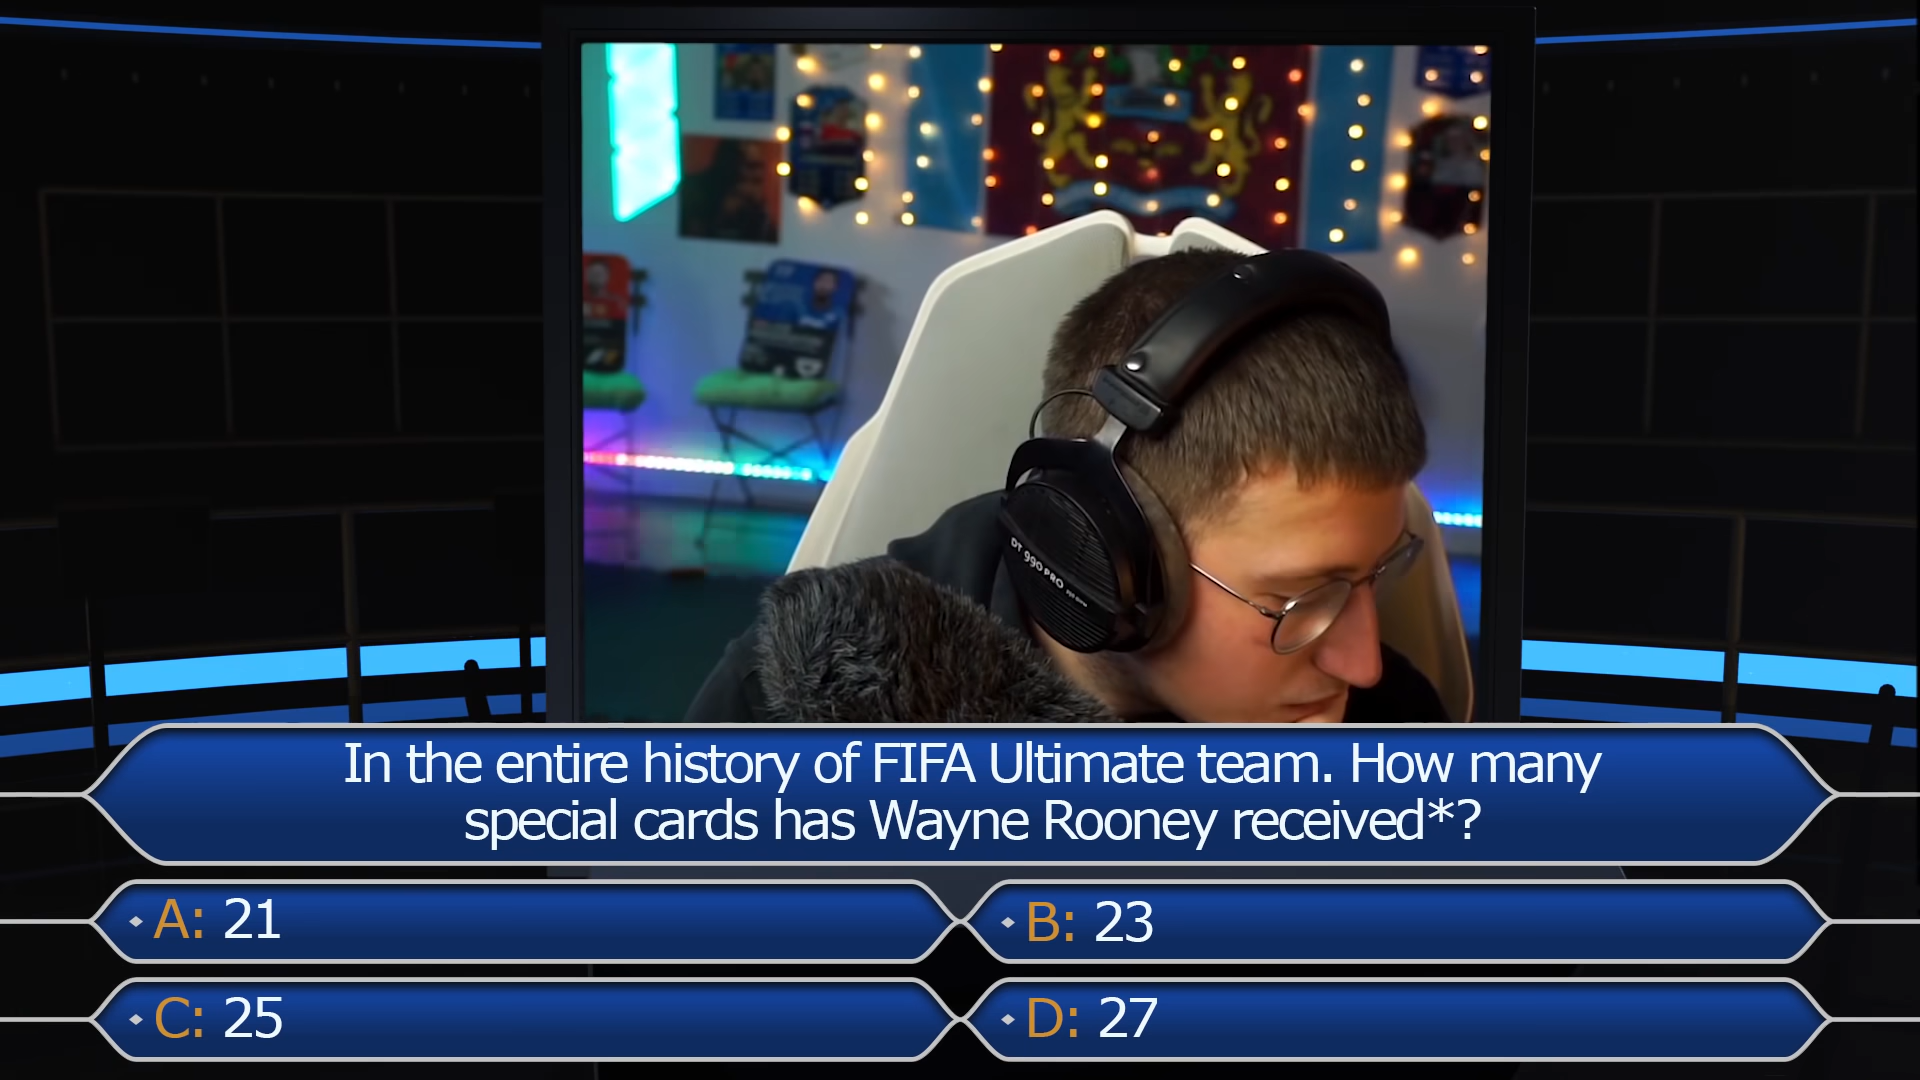 DT 990 PRO
In the entire history of FIFA Ultimate team. How many
special cards has Wayne Rooney received*?
A: 21
B: 23
C: 25
D: 27